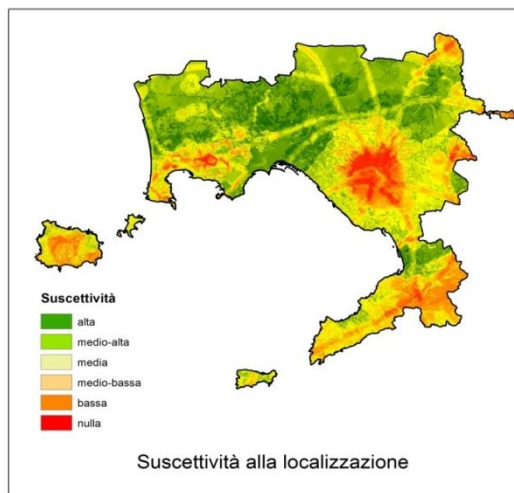 Suscettività
alta
medio-alta
media
medio-bassa
bassa
nulla
Suscettività alla localizzazione